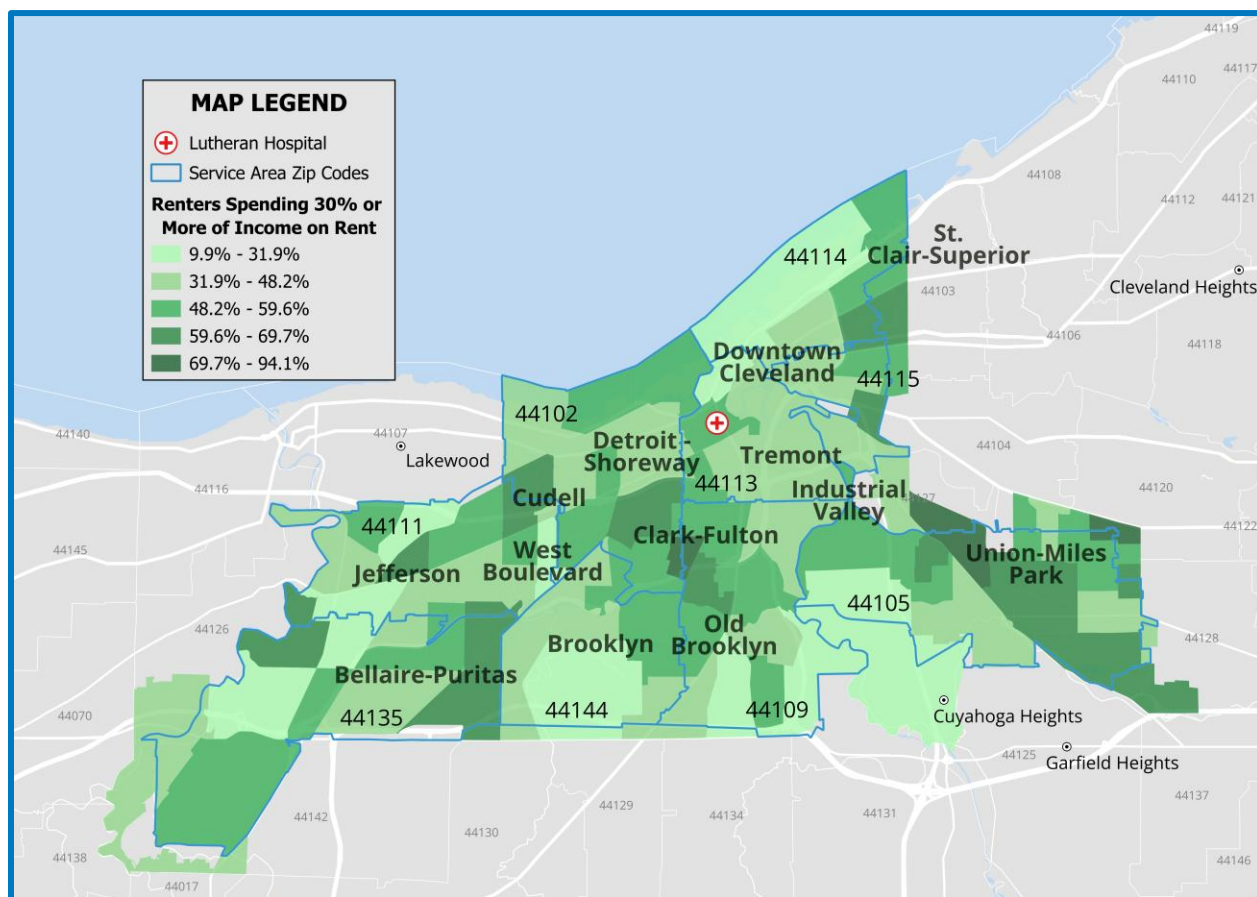 MAP LEGEND
Lutheran Hospital
Service Area Zip Codes
Renters Spending 30% or
More of Income on Rent
9.9% - 31.9%
31.9% - 48.2%
48.2% - 59.6%
59.6% - 69.7%
69.7% - 94.1%
44119
44117
44110
44108
44121
44112
St.
Clair-Superior
44114
Cleveland Heights
44103
44106
44118
Downtown
Cleveland
44115
44102
44140
44107
Lakewood
Detroit -
Shoreway
44104
Tremont
44113
44116
Cudell
Industrial
Valley
44127
44120
44122
44111
44145
Clark-Fulton
Jefferson
West
Boulevard
Union-Miles
Park
44105
44126
Old
Brooklyn
Brooklyn
44128
Bellaire-Puritas
44070
44135
44144
44109
Cuyahoga Heights
44125
Garfield Heights
44137
44142
44129
44134
44131
44130
44138
44146
44017